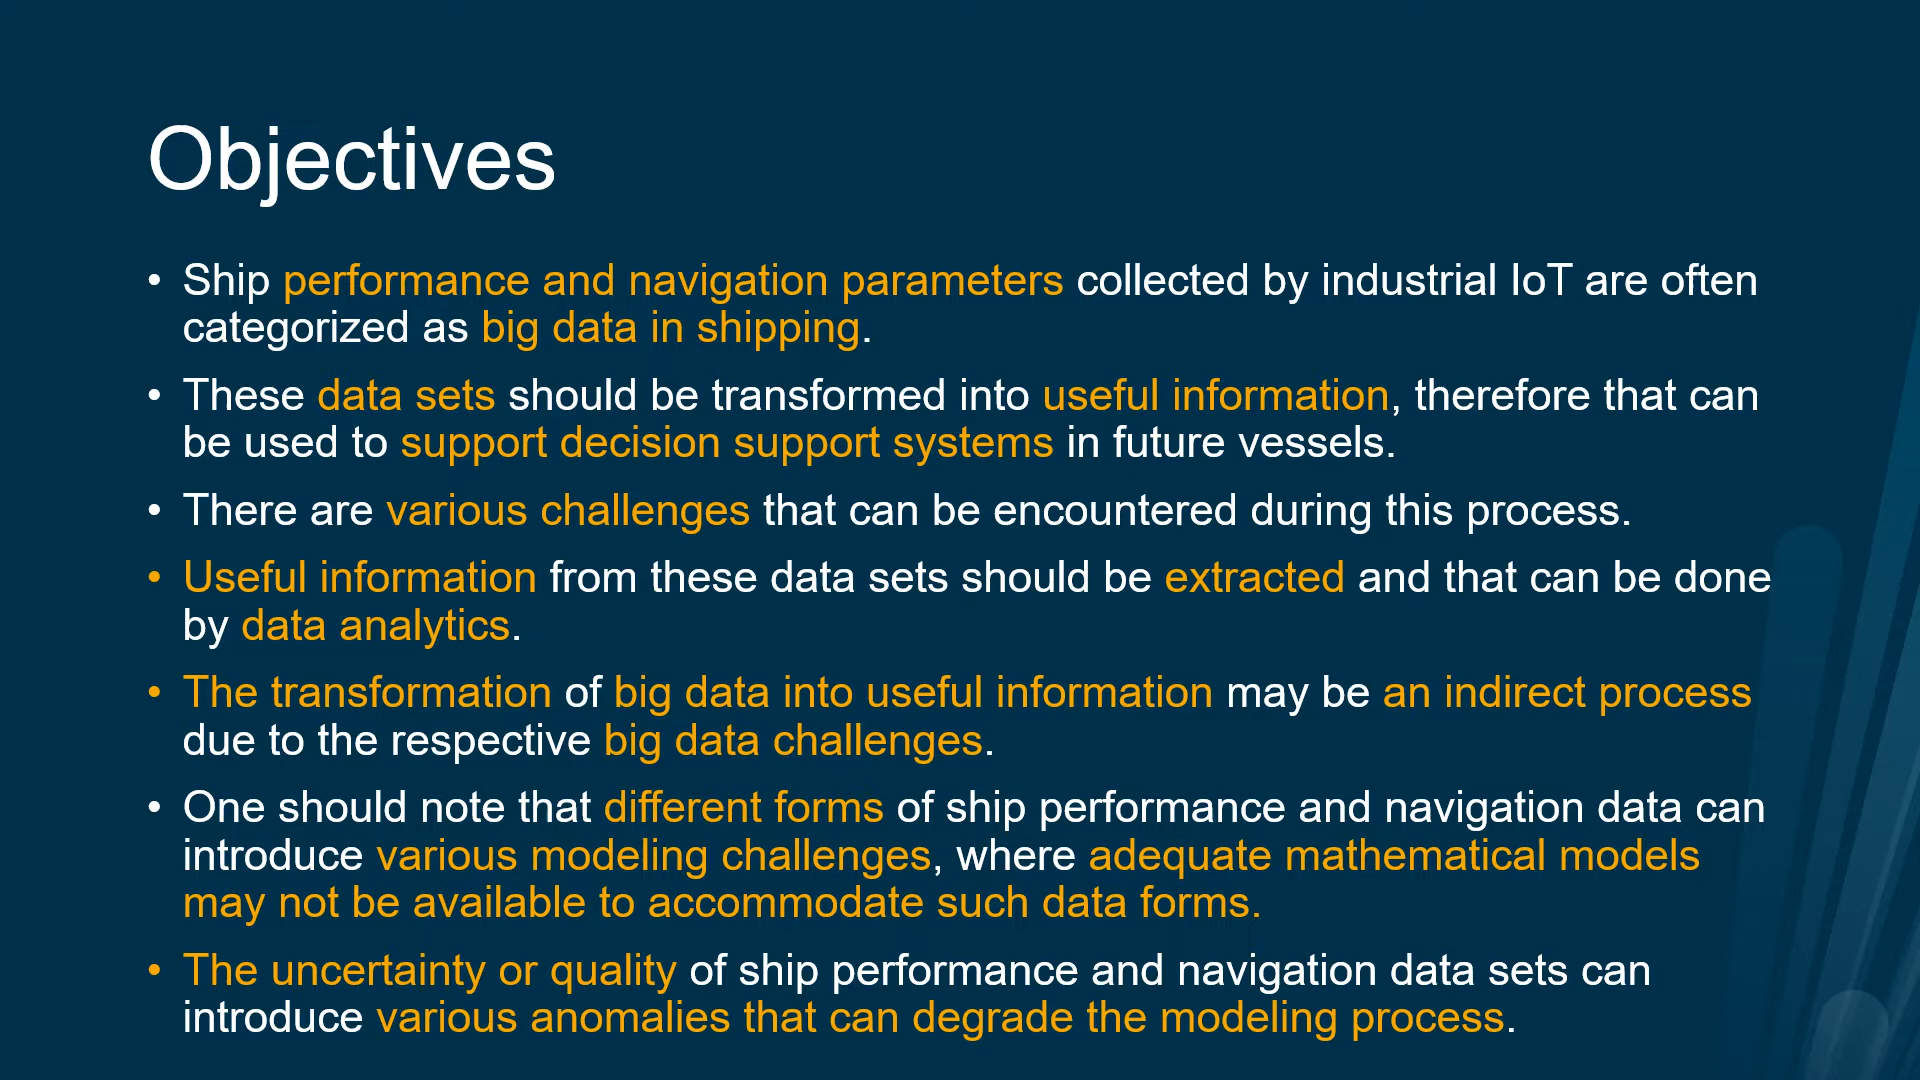 Objectives
• Ship performance and navigation parameters collected by industrial IoT are often
categorized as big data in shipping.
• These data sets should be transformed into useful information, therefore that can
be used to support decision support systems in future vessels.
• There are various challenges that can be encountered during this process.
• Useful information from these data sets should be extracted and that can be done
by data analytics.
• The transformation of big data into useful information may be an indirect process
due to the respective big data challenges.
• One should note that different forms of ship performance and navigation data can
introduce various modeling challenges, where adequate mathematical models
may not be available to accommodate such data forms.
• The uncertainty or quality of ship performance and navigation data sets can
introduce various anomalies that can degrade the modeling process.